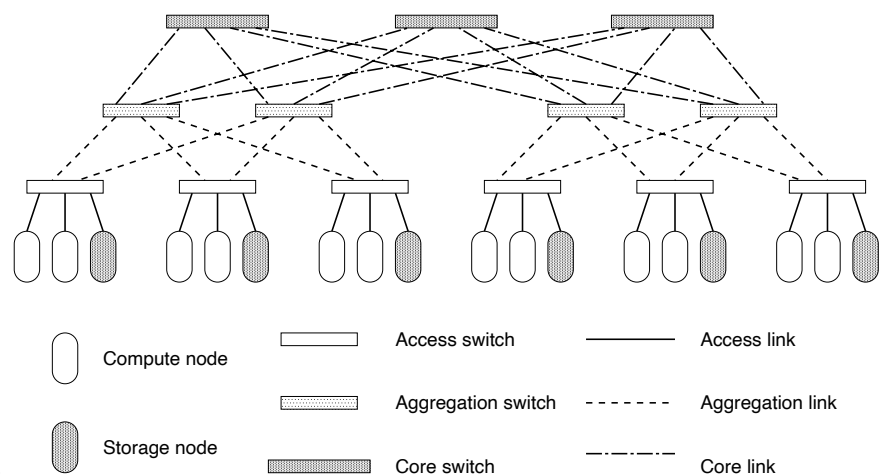 Compute node
Storage node
Access switch
Aggregation switch
Core switch
Access link
Aggregation link
Core link